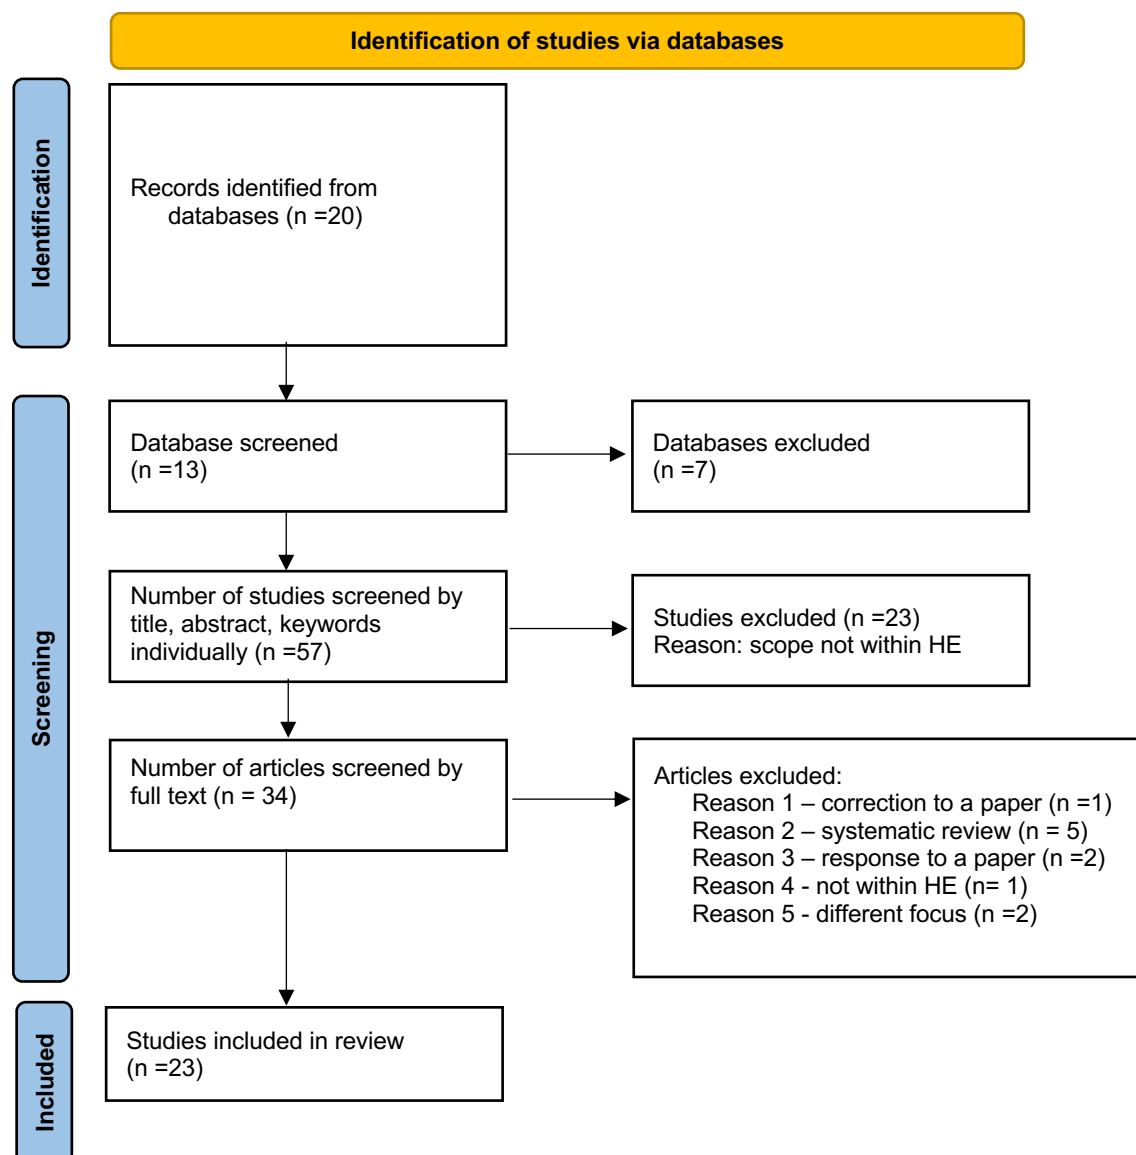 Identification of studies via databases
Identification
Records identified from
databases (n =20)
Screening
Database screened
(n =13)
Databases excluded
(n =7)
Number of studies screened by
title, abstract, keywords
individually (n =57)
Studies excluded (n =23)
Reason: scope not within HE
Number of articles screened by
full text (n = 34)
Articles excluded:
Reason 1 – correction to a paper (n =1)
Reason 2 – systematic review (n = 5)
Reason 3 – response to a paper (n =2)
Reason 4 - not within HE (n= 1)
Reason 5 - different focus (n =2)
Included
Studies included in review
(n =23)